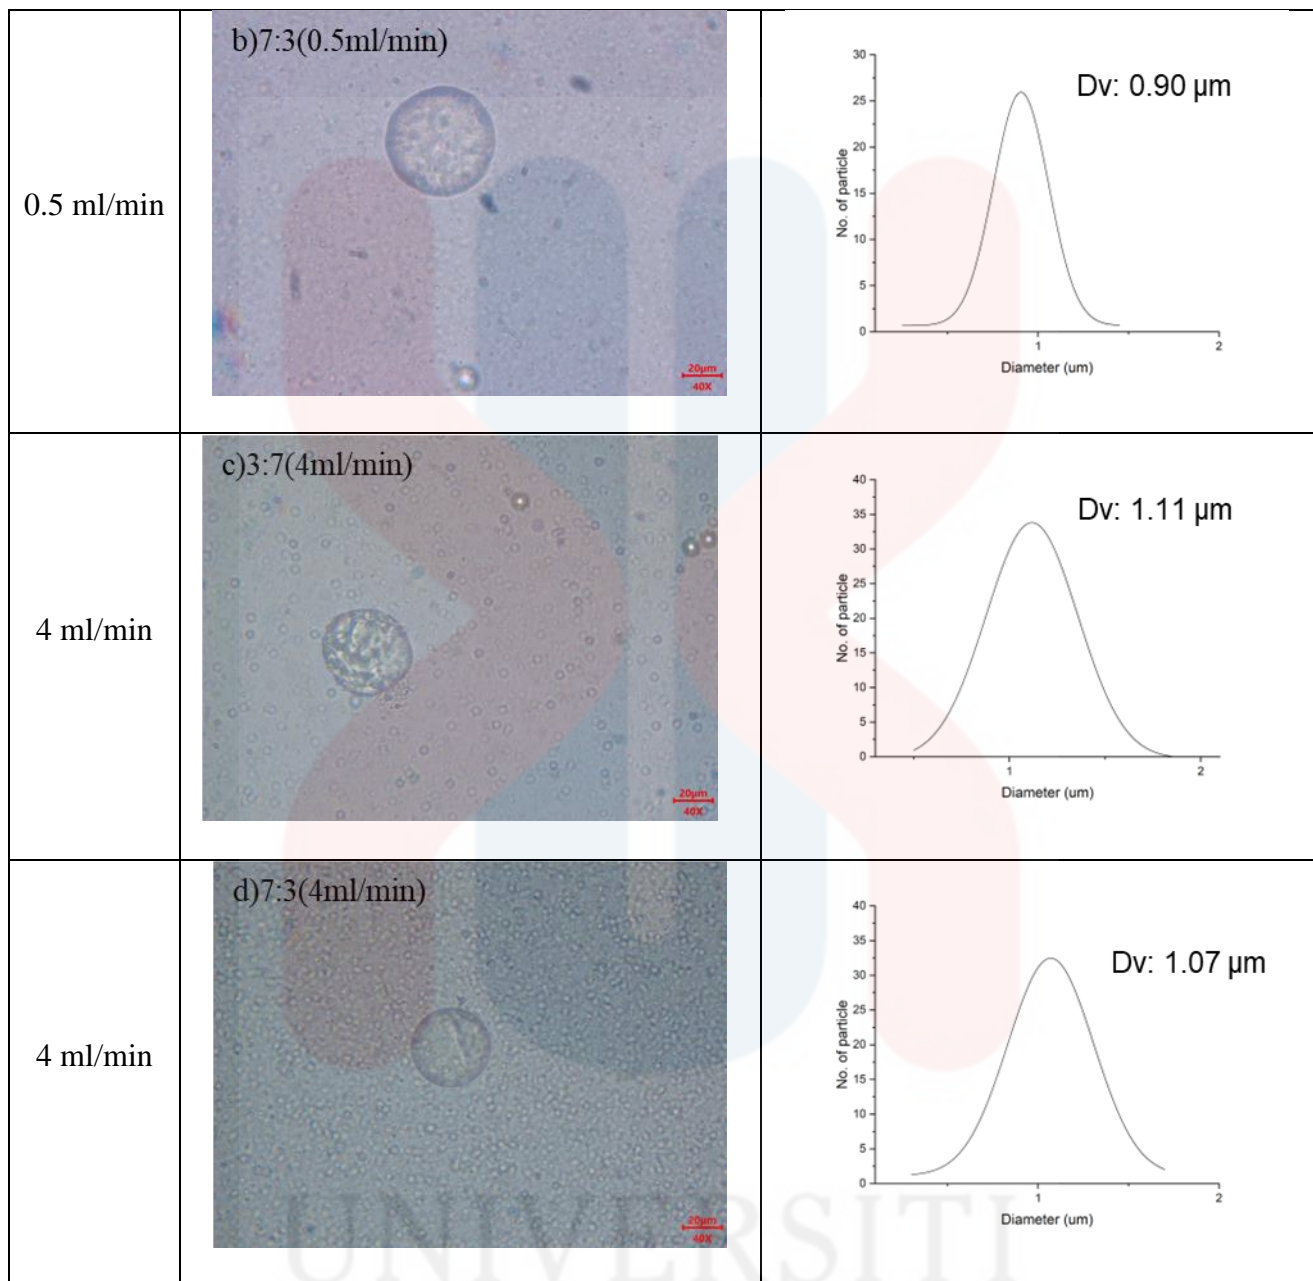 0.5 ml/min
b)7:3(0.5ml/min)
20µm
40X
Dv: 0.90 µm
No. of particle
30
25
20
15
10
5
0
1
2
Diameter (um)
4 ml/min
c)3:7(4ml/min)
20µm
40X
Dv: 1.11 µm
No. of particle
40
35
30
25
20
15
10
5
0
1
2
Diameter (um)
4 ml/min
d)7:3(4ml/min)
20µm
40X
Dv: 1.07 µm
No. of particle
40
35
30
25
20
15
10
5
0
1
2
Diameter (um)
UNIVERSITI